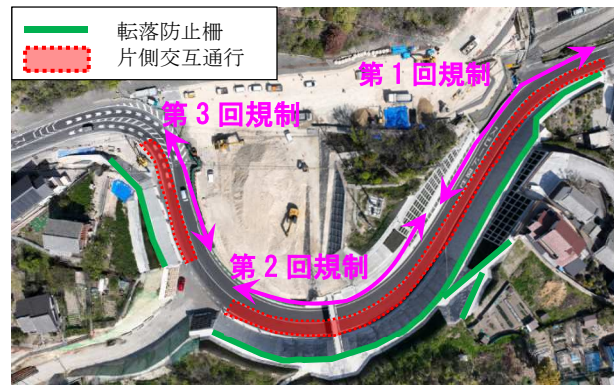 転落防止柵
片側交互通行
第１回規制
第３回規制
第２回規制